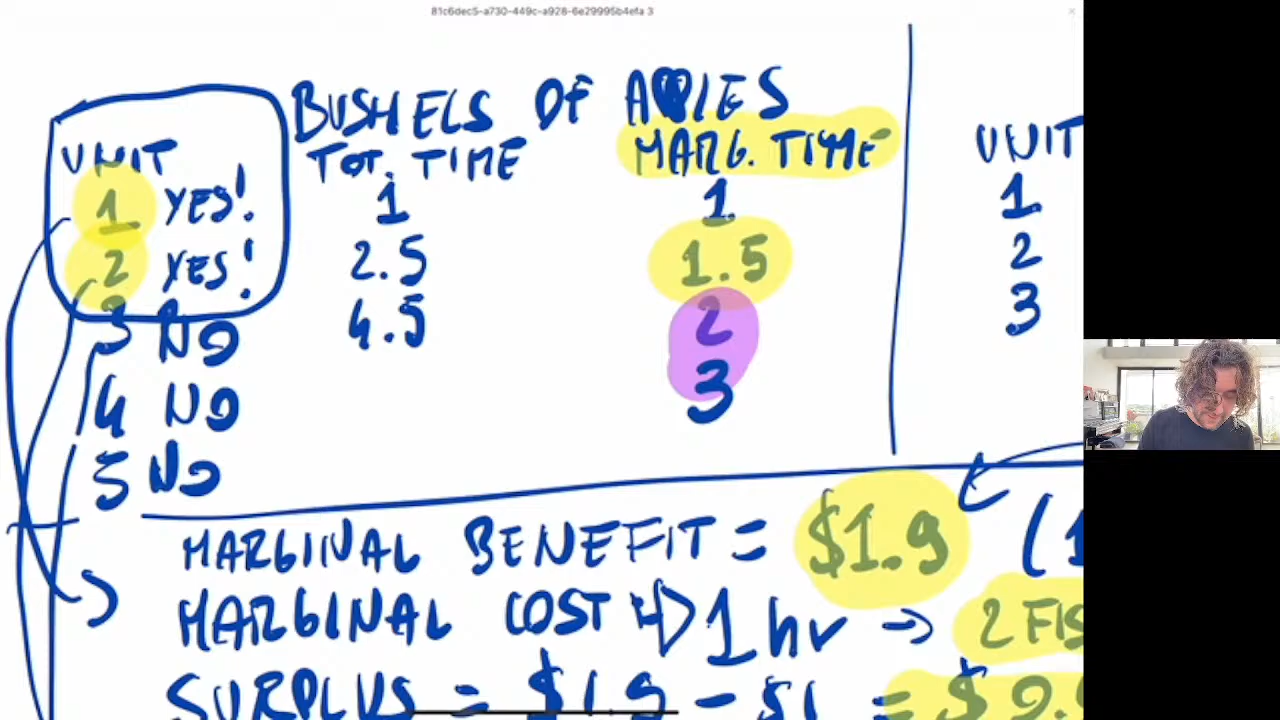 81c6dec5-a730-449c-a928-6e29995b4efa 3
BUSHELS OF
UNIT TOT. TIME MARG. TIME UNIT
1 YES! 1 1 1
2 YES! 2.5 1.5 2
3 NO 4.5 2 3
4 NO 3
5 NO
MARGINAL BENEFIT = $1.9 (1
MARGINAL COST 1 hr → 2 FIS
SURPLUS = $1.9 - $1 = $0.9